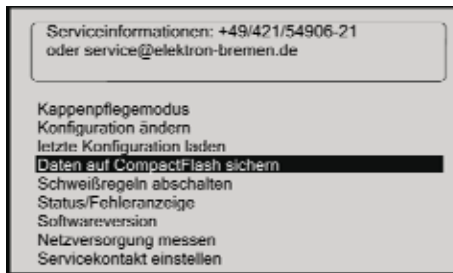 Serviceinformationen: +49/421/54906-21
oder service@elektron-bremen.de
Kappenpflegemodus
Konfiguration ändern
letzte Konfiguration laden
Daten auf CompactFlash sichern
Schweißregeln abschalten
Status/Fehleranzeige
Softwareversion
Netzversorgung messen
Servicekontakt einstellen